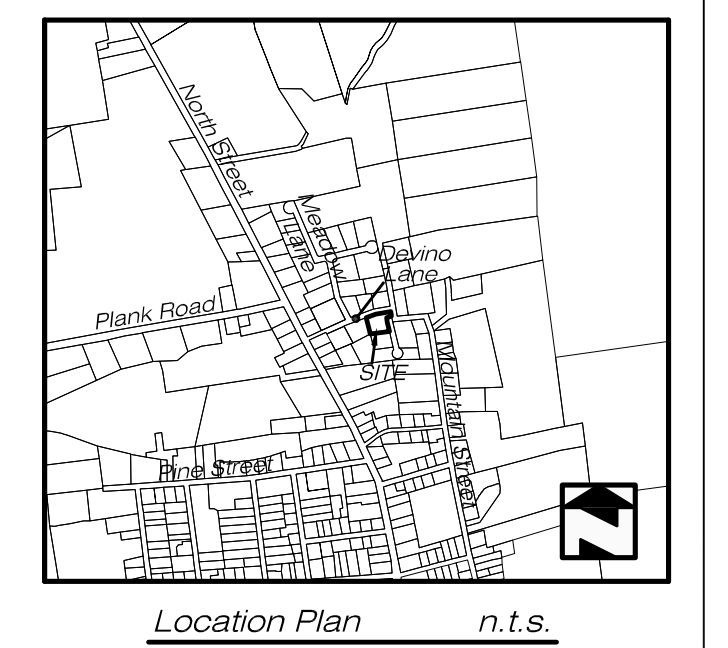 North Street
Meadow
Lane
Devino
Lane
Plank Road
SITE
Mountain Street
Pine Street
N
Location Plan n.t.s.